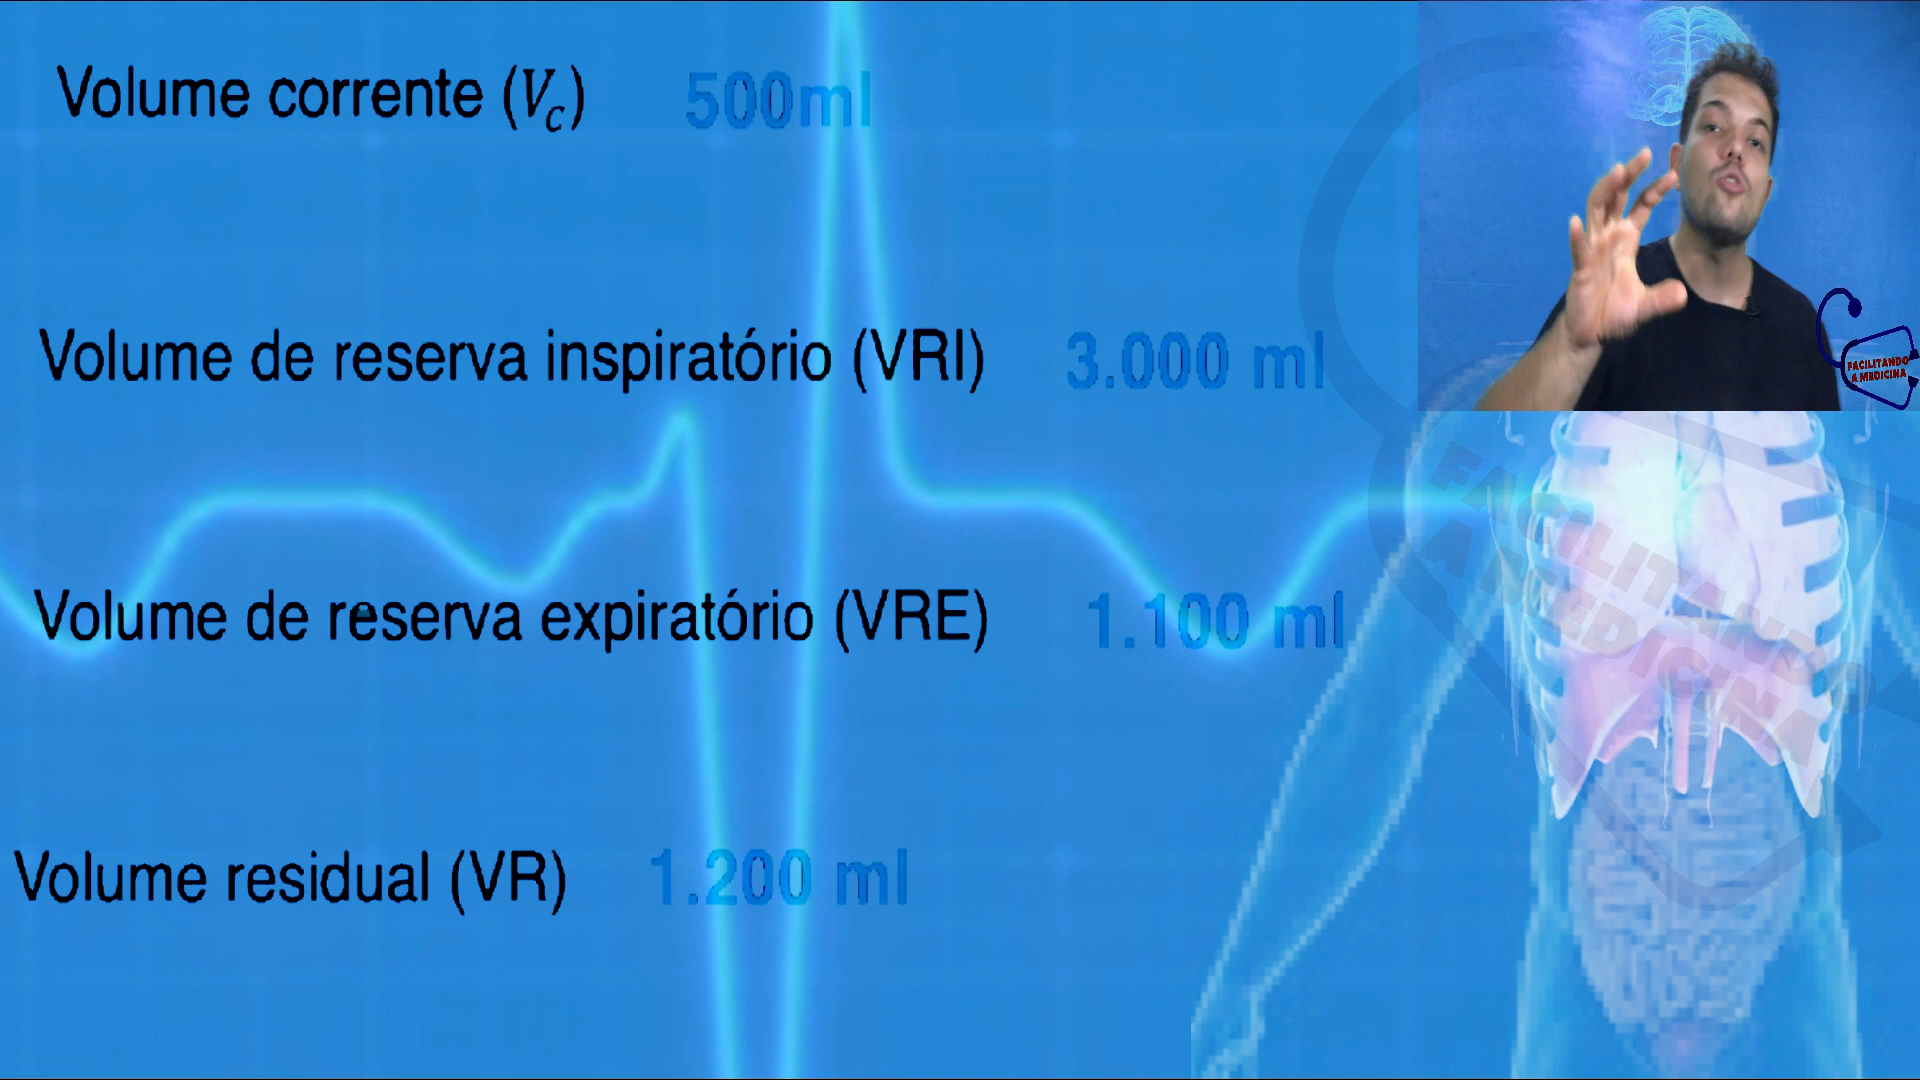 Volume corrente (Vc) 500ml
Volume de reserva inspiratório (VRI) 3.000 ml
Volume de reserva expiratório (VRE) 1.100 ml
Volume residual (VR) 1.200 ml
FACILITANDO
A MEDICINA
FACILITANDO
A MEDICINA